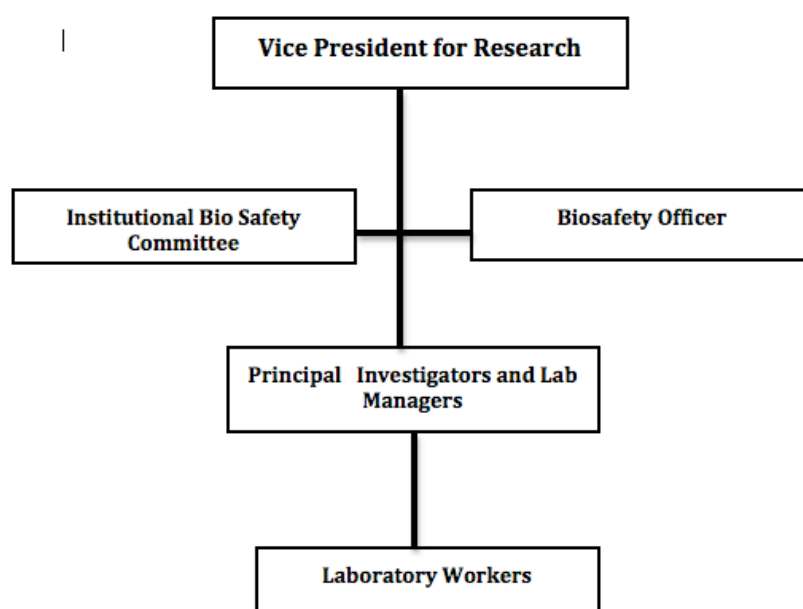 Vice President for Research
Institutional Bio Safety
Committee
Biosafety Officer
Principal Investigators and Lab
Managers
Laboratory Workers